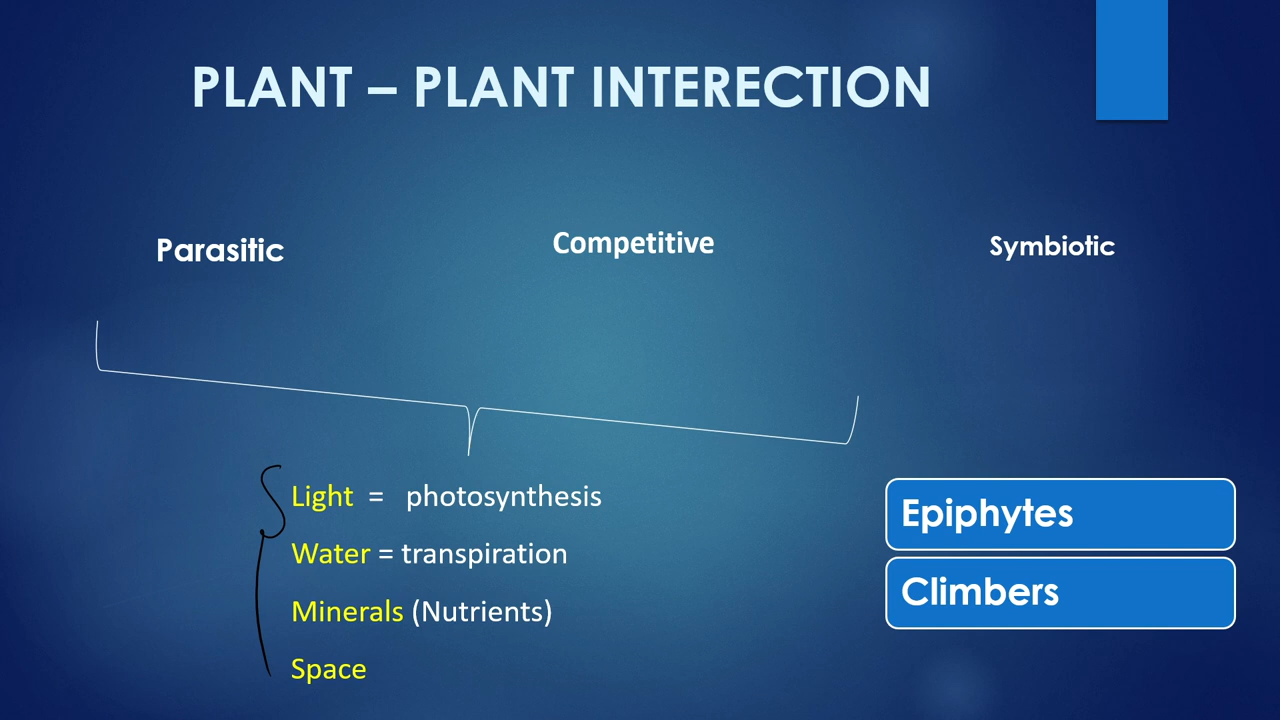 PLANT – PLANT INTERECTION
Parasitic
Competitive
Symbiotic
Light = photosynthesis
Water = transpiration
Minerals (Nutrients)
Space
Epiphytes
Climbers